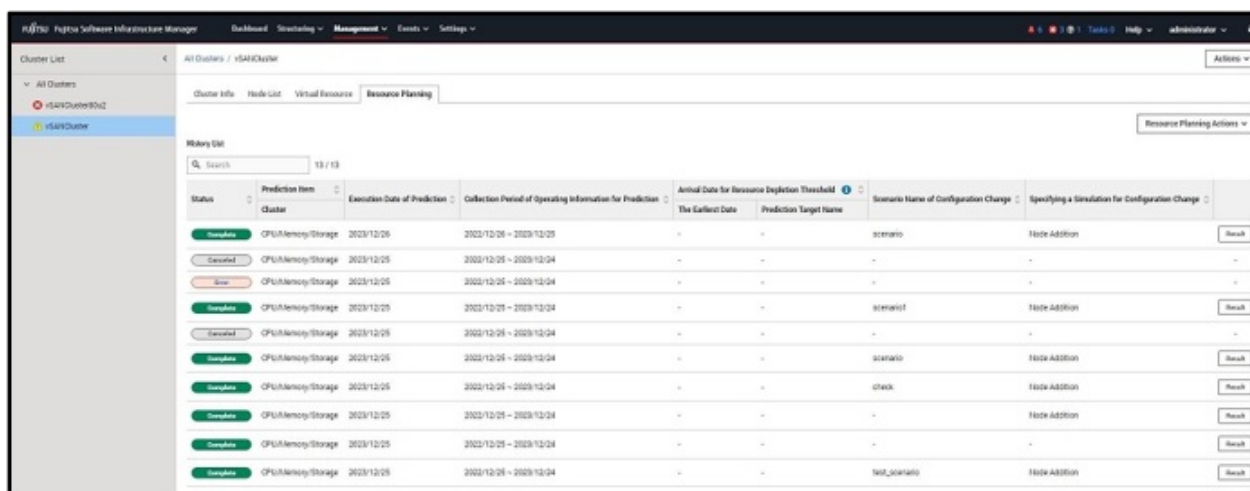 FUJITSU Fujitsu Software Infrastructure Manager Dashboard Structuring Management Events Settings 6 3 1 Tasks 0 Help administrator
Cluster List All Clusters / vSANCluster Actions
All Clusters
Cluster Info Node List Virtual Resource Resource Planning
vSANCluster
Resource Planning Actions
History List
Search 13 / 13
Status Prediction Item Execution Date of Prediction Collection Period of Operating Information for Prediction Arrival Date for Resource Depletion Threshold Scenario Name of Configuration Change Specifying a Simulation for Configuration Change
Cluster The Earliest Date Prediction Target Name
Complete CPU/Memory/Storage 2023/12/26 2022/12/26 ~ 2023/12/25 - - scenario Node Addition Result
Canceled CPU/Memory/Storage 2023/12/25 2022/12/25 ~ 2023/12/24 - - - - -
Error CPU/Memory/Storage 2023/12/25 2022/12/25 ~ 2023/12/24 - - - - -
Complete CPU/Memory/Storage 2023/12/25 2022/12/25 ~ 2023/12/24 - - Node Addition Result
Canceled CPU/Memory/Storage 2023/12/25 2022/12/25 ~ 2023/12/24 - - - - -
Complete CPU/Memory/Storage 2023/12/25 2022/12/25 ~ 2023/12/24 - - scenario Node Addition Result
Complete CPU/Memory/Storage 2023/12/25 2022/12/25 ~ 2023/12/24 - - check Node Addition Result
Complete CPU/Memory/Storage 2023/12/25 2022/12/25 ~ 2023/12/24 - - - Node Addition Result
Complete CPU/Memory/Storage 2023/12/25 2022/12/25 ~ 2023/12/24 - - - - Result
Complete CPU/Memory/Storage 2023/12/25 2022/12/25 ~ 2023/12/24 - - test_scenario Node Addition Result